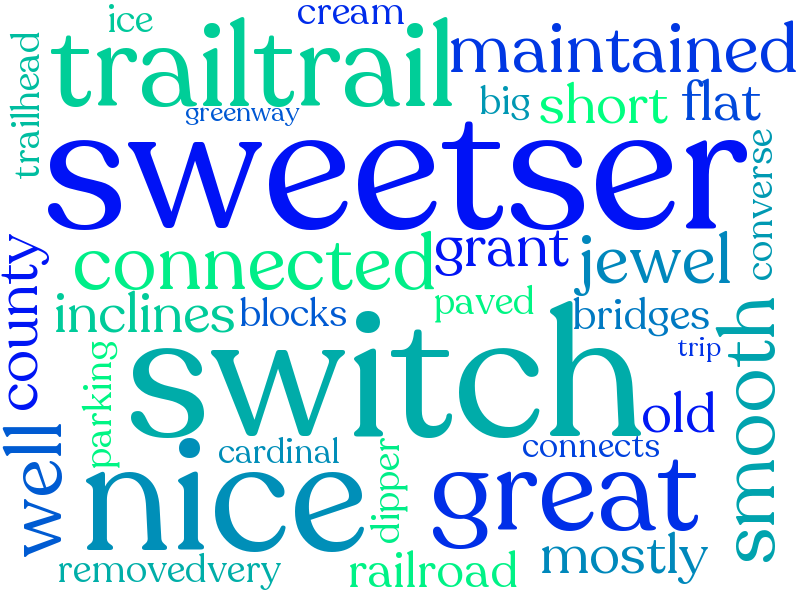 ice
cream
trailtrail
maintained
trailhead
greenway
big
short
flat
sweetser
converse
connected
grant
jewel
county
inclines
blocks
paved
bridges
switch
trip
smooth
parking
old
well
nice
cardinal
dipper
great
connects
mostly
removedvery
railroad